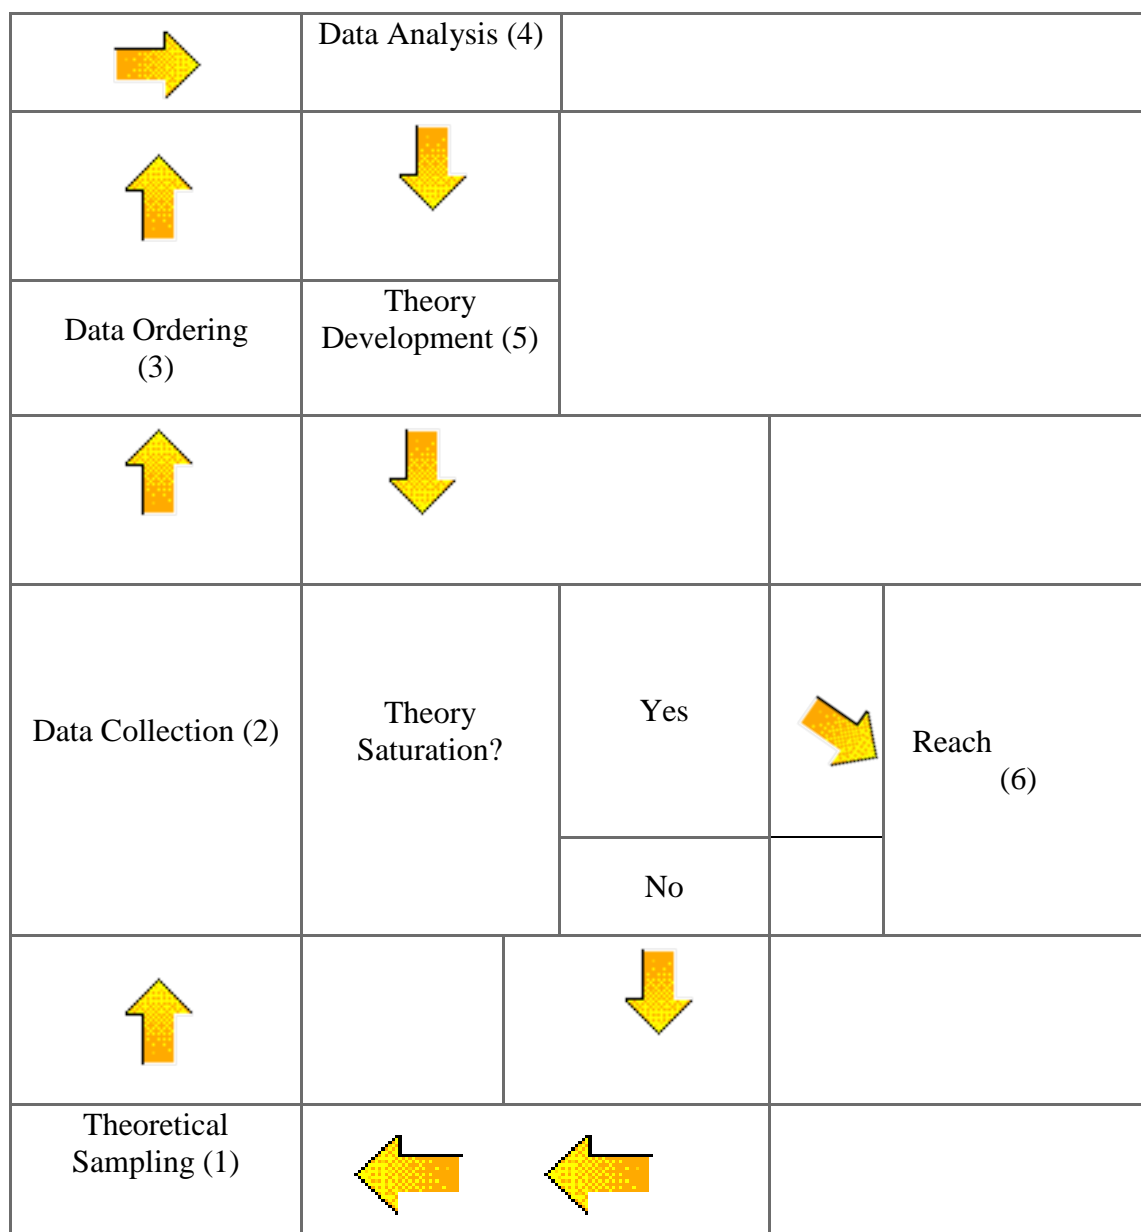 Data Analysis (4)
Data Ordering
(3)
Theory
Development (5)
Data Collection (2)
Theory
Saturation?
Yes
Reach
(6)
No
Theoretical
Sampling (1)